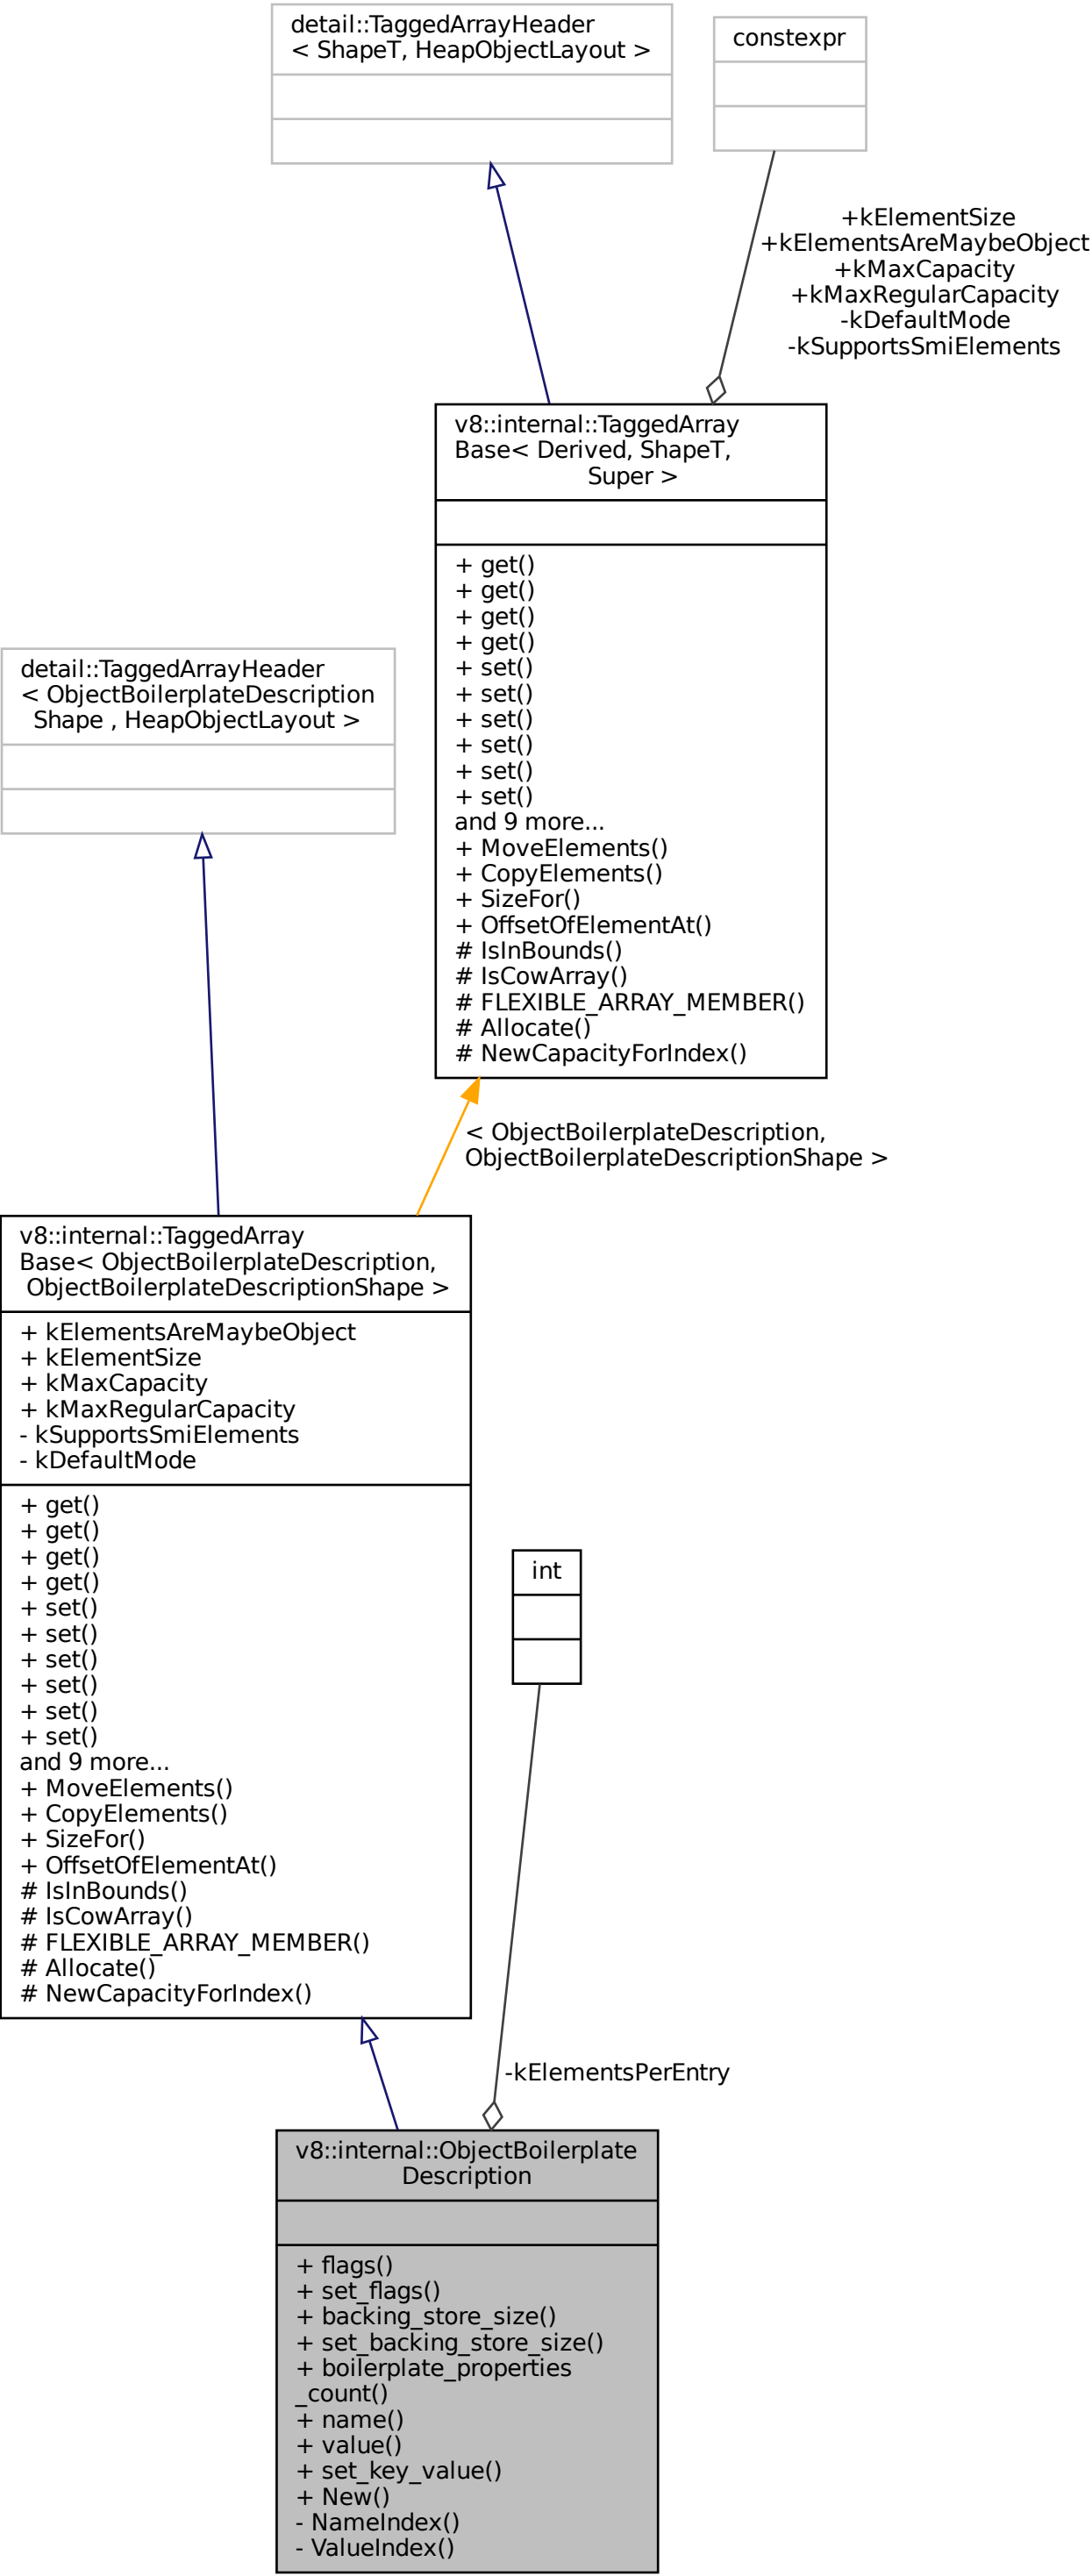 detail::TaggedArrayHeader
< ShapeT, HeapObjectLayout >
constexpr
+kElementSize
+kElementsAreMaybeObject
+kMaxCapacity
+kMaxRegularCapacity
-kDefaultMode
-kSupportsSmiElements
v8::internal::TaggedArray
Base< Derived, ShapeT,
Super >
+ get()
+ get()
+ get()
+ get()
+ set()
+ set()
+ set()
+ set()
+ set()
+ set()
and 9 more...
+ MoveElements()
+ CopyElements()
+ SizeFor()
+ OffsetOfElementAt()
# IsInBounds()
# IsCowArray()
# FLEXIBLE_ARRAY_MEMBER()
# Allocate()
# NewCapacityForIndex()
detail::TaggedArrayHeader
< ObjectBoilerplateDescription
Shape , HeapObjectLayout >
< ObjectBoilerplateDescription,
ObjectBoilerplateDescriptionShape >
v8::internal::TaggedArray
Base< ObjectBoilerplateDescription,
ObjectBoilerplateDescriptionShape >
+ kElementsAreMaybeObject
+ kElementSize
+ kMaxCapacity
+ kMaxRegularCapacity
- kSupportsSmiElements
- kDefaultMode
+ get()
+ get()
+ get()
+ get()
+ set()
+ set()
+ set()
+ set()
+ set()
+ set()
and 9 more...
+ MoveElements()
+ CopyElements()
+ SizeFor()
+ OffsetOfElementAt()
# IsInBounds()
# IsCowArray()
# FLEXIBLE_ARRAY_MEMBER()
# Allocate()
# NewCapacityForIndex()
int
-kElementsPerEntry
v8::internal::ObjectBoilerplate
Description
+ flags()
+ set_flags()
+ backing_store_size()
+ set_backing_store_size()
+ boilerplate_properties
_count()
+ name()
+ value()
+ set_key_value()
+ New()
- NameIndex()
- ValueIndex()